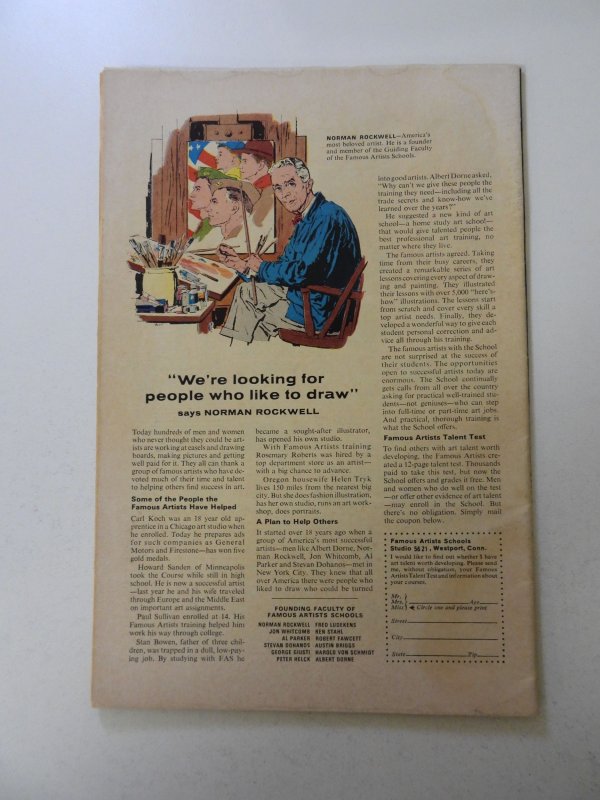 NORMAN ROCKWELL—America's
most beloved artist. He is a founder
and member of the Guiding Faculty
of the Famous Artists Schools.
"We're looking for
people who like to draw"
says NORMAN ROCKWELL
Today hundreds of men and women
who never thought they could be art-
ists are working at easels and drawing
boards, making pictures and getting
well paid for it. They all can thank a
group of famous artists who have de-
voted much of their time and talent
to helping others find success in art.
Some of the People the
Famous Artists Have Helped
Carl Koch was an 18 year old ap-
prentice in a Chicago art studio when
he enrolled. Today he prepares ads
for such companies as General
Motors and Firestone—has won five
gold medals.
Howard Sanden of Minneapolis
took the Course while still in high
school. He is now a successful artist
—last year he and his wife traveled
through Europe and the Middle East
on important art assignments.
Paul Sullivan enrolled at 14. His
Famous Artists training helped him
work his way through college.
Stan Bowen, father of three chil-
dren, was trapped in a dull, low-pay-
ing job. By studying with FAS he
became a sought-after illustrator,
has opened his own studio.
With Famous Artists training
Rosemary Roberts was hired by a
top department store as an artist—
with a big chance to advance.
Oregon housewife Helen Tryk
lives 150 miles from the nearest big
city. But she does fashion illustration,
has her own studio, runs an art work-
shop, does portraits.
A Plan to Help Others
It started over 18 years ago when a
group of America's most successful
artists—men like Albert Dorne, Nor-
man Rockwell, Jon Whitcomb, Al
Parker and Stevan Dohanos—met in
New York City. They knew that all
over America there were people who
liked to draw who could be turned
into good artists. Albert Dorne asked,
"Why can't we give these people the
training they need—including all the
trade secrets and know-how we've
learned over the years?"
He suggested a new kind of art
school—a home study art school—
that would give talented people the
best professional art training, no
matter where they live.
The famous artists agreed. Taking
time from their busy careers, they
created a remarkable series of art
lessons covering every aspect of draw-
ing and painting. They illustrated
their lessons with over 5,000 "here's-
how" illustrations. The lessons start
from scratch and cover every skill a
top artist needs. Finally, they de-
veloped a wonderful way to give each
student personal correction and ad-
vice all through his training.
The famous artists with the School
are not surprised at the success of
their students. The opportunities
open to successful artists today are
enormous. The School continually
gets calls from all over the country
asking for practical well-trained stu-
dents—not geniuses—who can step
into full-time or part-time art jobs.
And practical, thorough training is
what the School offers.
Famous Artists Talent Test
To find others with art talent worth
developing, the Famous Artists cre-
ated a 12-page talent test. Thousands
paid to take this test, but now the
School offers and grades it free. Men
and women who do well on the test
—or offer other evidence of art talent
—may enroll in the School. But
there's no obligation. Simply mail
the coupon below.
FOUNDING FACULTY OF
FAMOUS ARTISTS SCHOOLS
NORMAN ROCKWELL FRED LUDEKENS
JON WHITCOMB BEN STAHL
AL PARKER ROBERT FAWCETT
STEVAN DOHANOS AUSTIN BRIGGS
GEORGE GIUSTI HAROLD VON SCHMIDT
PETER HELCK ALBERT DORNE
Famous Artists Schools
Studio 5621, Westport, Conn.
I would like to find out whether I have
art talent worth developing. Please send
me, without obligation, your Famous
Artists Talent Test and information about
courses.
Mr.
Mrs. Age
Miss Circle one and please print
Street
City
State Zip